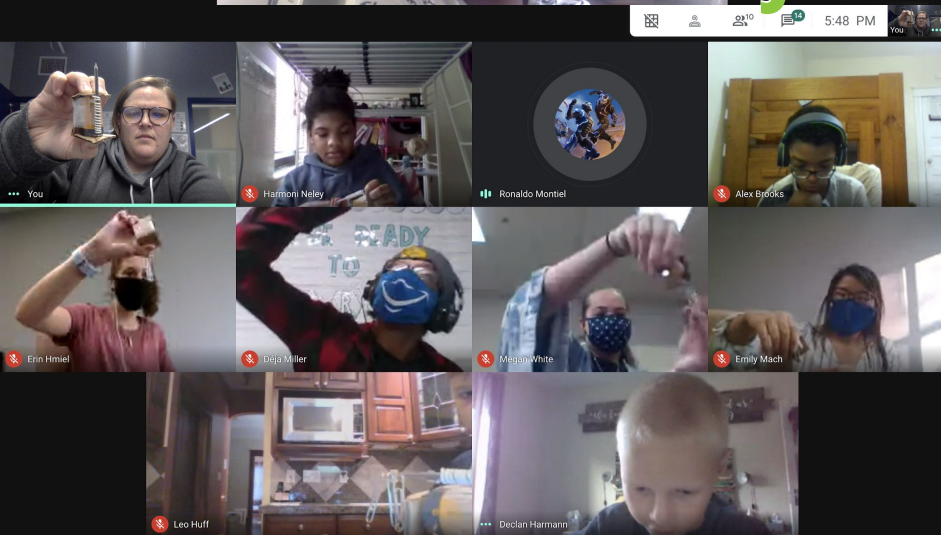 10
14
5:48 PM
You
You
Harmoni Neley
Ronaldo Montiel
Alex Brooks
BE READY
TO
Erin Hmiel
Deja Miller
Megan White
Emily Mach
Leo Huff
Declan Harmann